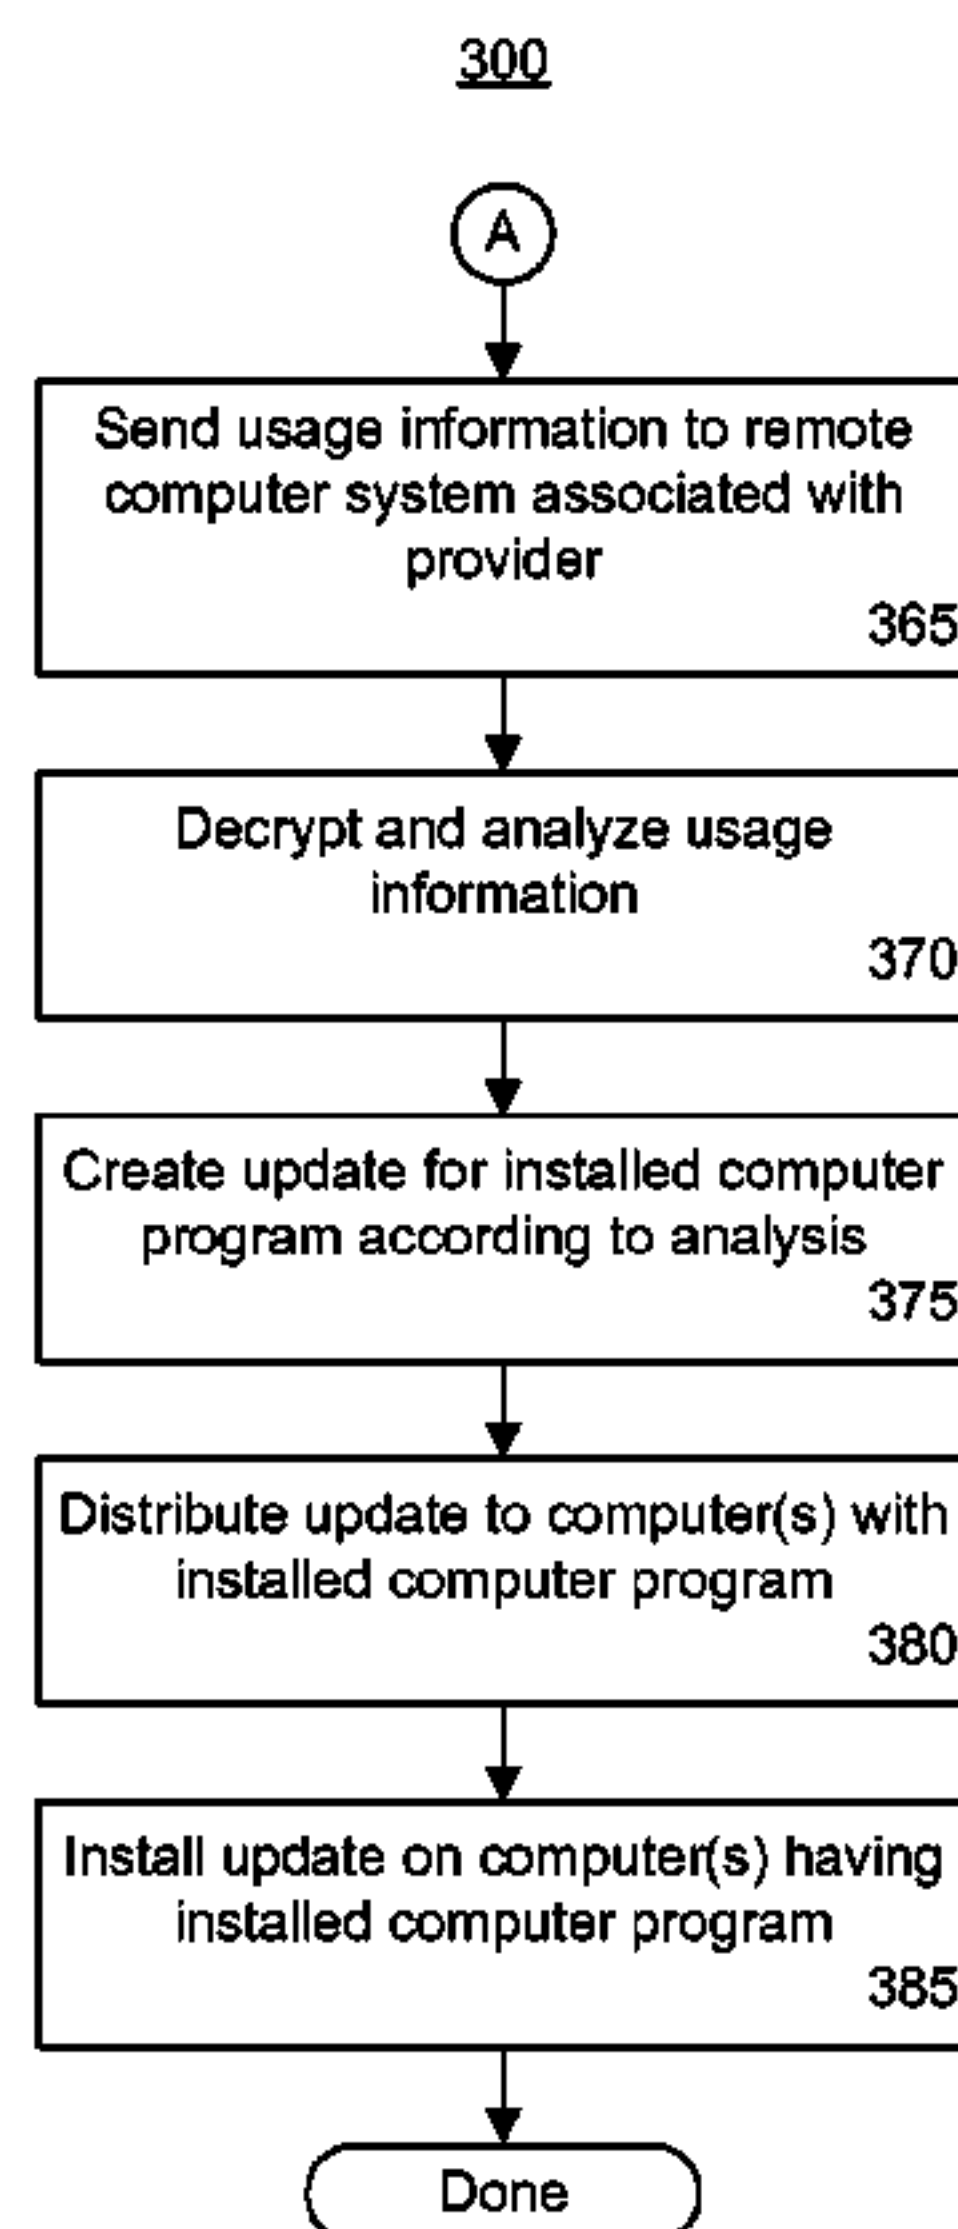 300
A
Send usage information to remote
computer system associated with
provider
365
Decrypt and analyze usage
information
370
Create update for installed computer
program according to analysis
375
Distribute update to computer(s) with
installed computer program
380
Install update on computer(s) having
installed computer program
385
Done